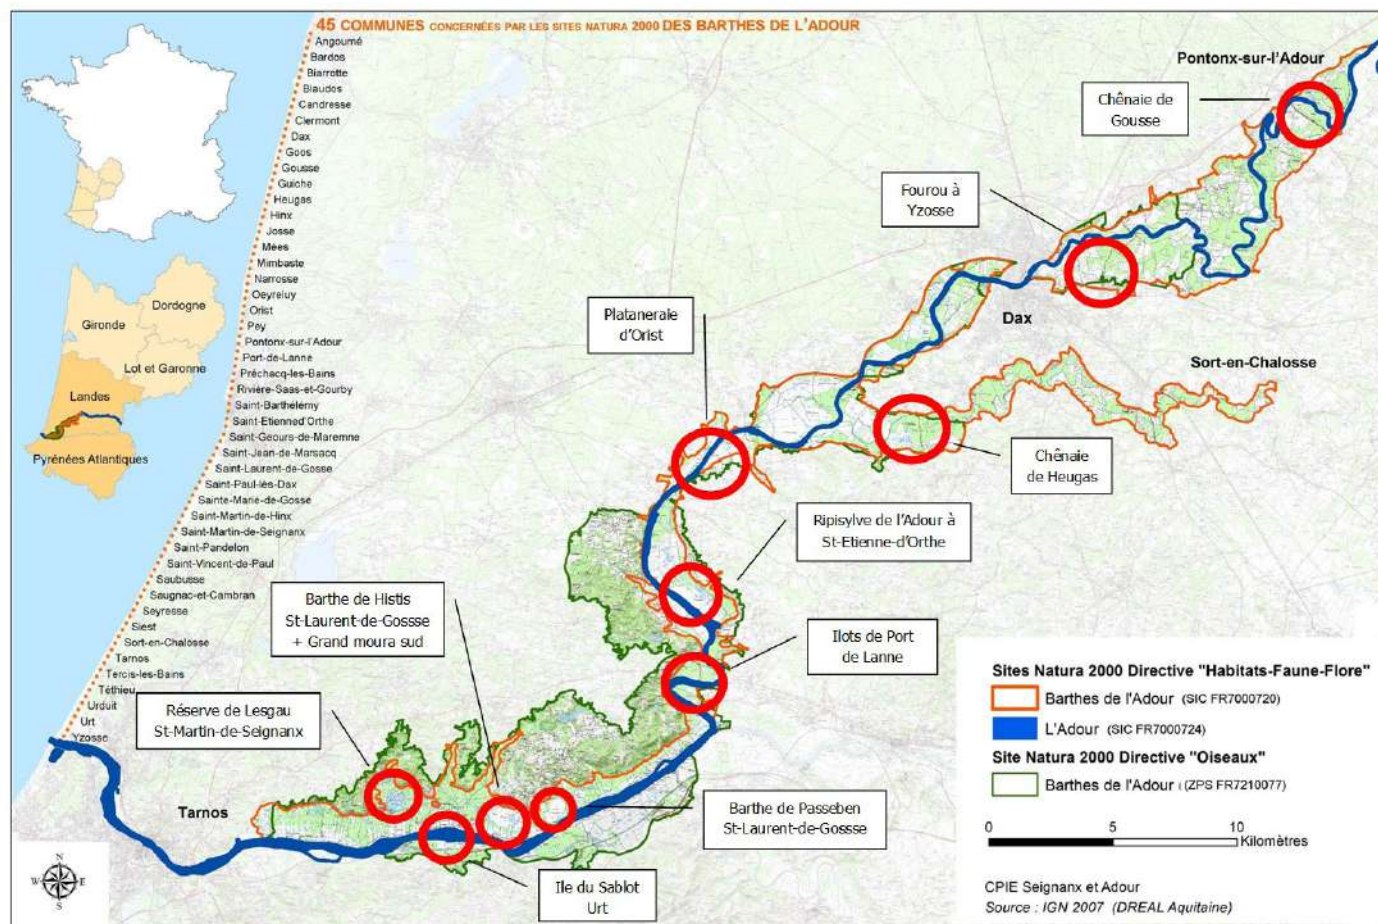 45 COMMUNES CONCERNÉES PAR LES SITES NATURA 2000 DES BARTHES DE L'ADOUR
Angoumé
Bardos
Biarrotte
Biaudos
Candresse
Clermont
Dax
Goos
Gousse
Guiche
Heugas
Hinx
Josse
Mées
Mimbaste
Narrosse
Oeyreluy
Orist
Pey
Pontonx-sur-l'Adour
Port-de-Lanne
Préchacq-les-Bains
Rivière-Saas-et-Gourby
Saint-Barthélémy
Saint-Etienned'Orthe
Saint-Geours-de-Maremne
Saint-Jean-de-Marsacq
Saint-Laurent-de-Gosse
Saint-Paul-lès-Dax
Sainte-Marie-de-Gosse
Saint-Martin-de-Hinx
Saint-Martin-de-Seignanx
Saint-Pandelon
Saint-Vincent-de-Paul
Saubusse
Saugnac-et-Cambran
Seyresse
Siest
Sort-en-Chalosse
Tarnos
Tercis-les-Bains
Téthieu
Urcuit
Urt
Yzosse
Dordogne
Gironde
Lot et Garonne
Landes
Pyrénées Atlantiques
Pontonx-sur-l'Adour
Chênaie de
Gousse
Fourou à
Yzosse
Dax
Plataneraie
d'Orist
Sort-en-Chalosse
Chênaie
de Heugas
Ripisylve de l'Adour à
St-Etienne-d'Orthe
Barthe de Histis
St-Laurent-de-Gossse
+ Grand moura sud
Ilots de Port
de Lanne
Réserve de Lesgau
St-Martin-de-Seignanx
Tarnos
Barthe de Passeben
St-Laurent-de-Gossse
Ile du Sablot
Urt
N
W
E
S
Sites Natura 2000 Directive "Habitats-Faune-Flore"
Barthes de l'Adour (SIC FR7000720)
L'Adour (SIC FR7000724)
Site Natura 2000 Directive "Oiseaux"
Barthes de l'Adour (ZPS FR7210077)
0 5 10
Kilomètres
CPIE Seignanx et Adour
Source : IGN 2007 (DREAL Aquitaine)